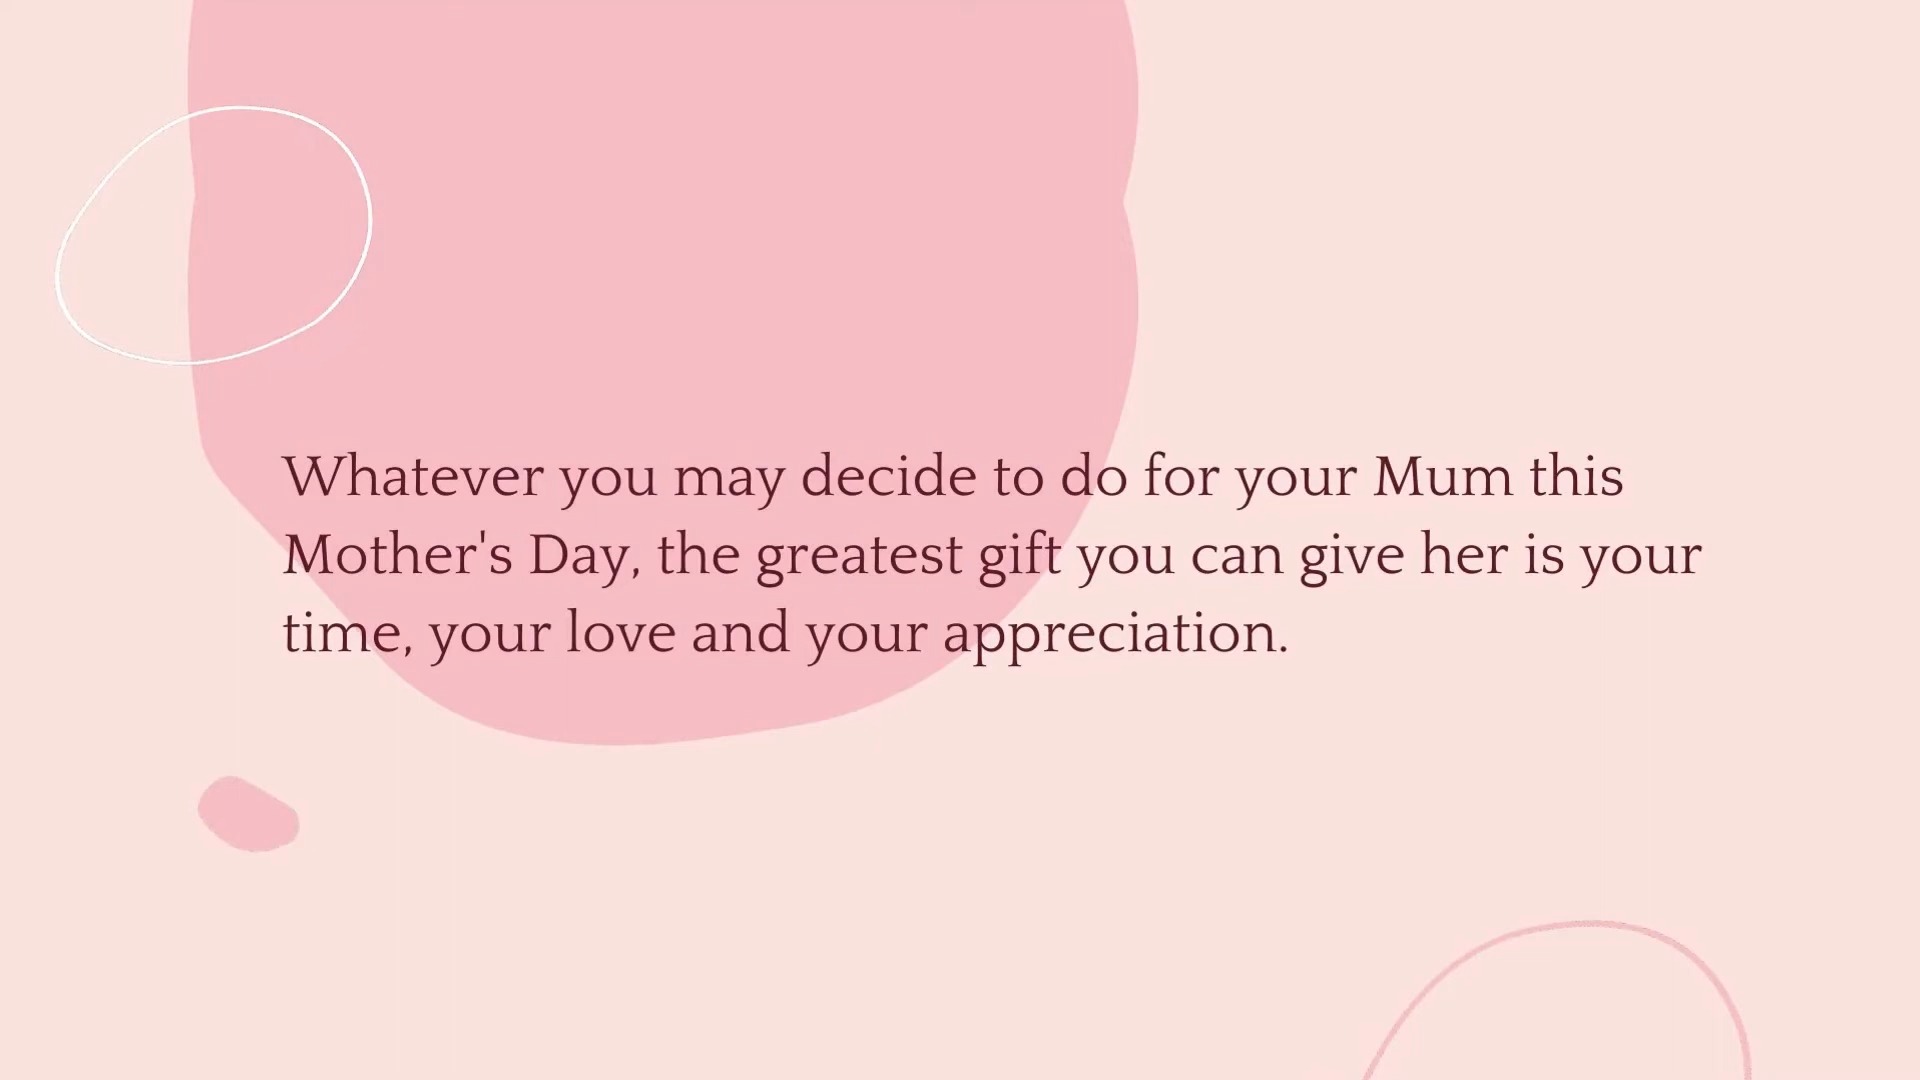 Whatever you may decide to do for your Mum this
Mother's Day, the greatest gift you can give her is your
time, your love and your appreciation.